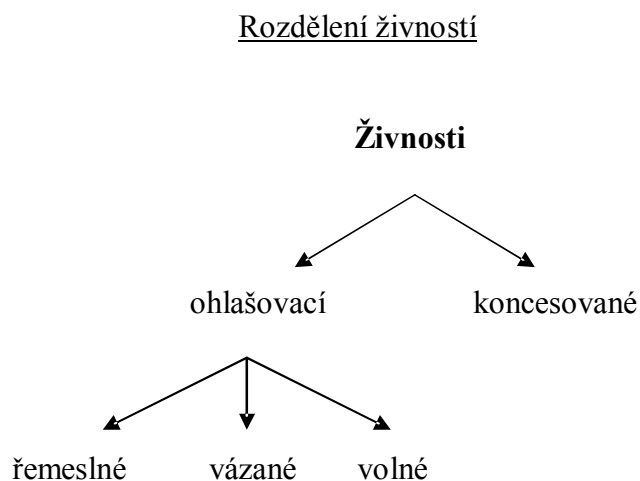 Rozdělení živností
Živnosti
ohlašovací koncesované
řemeslné vázané volné